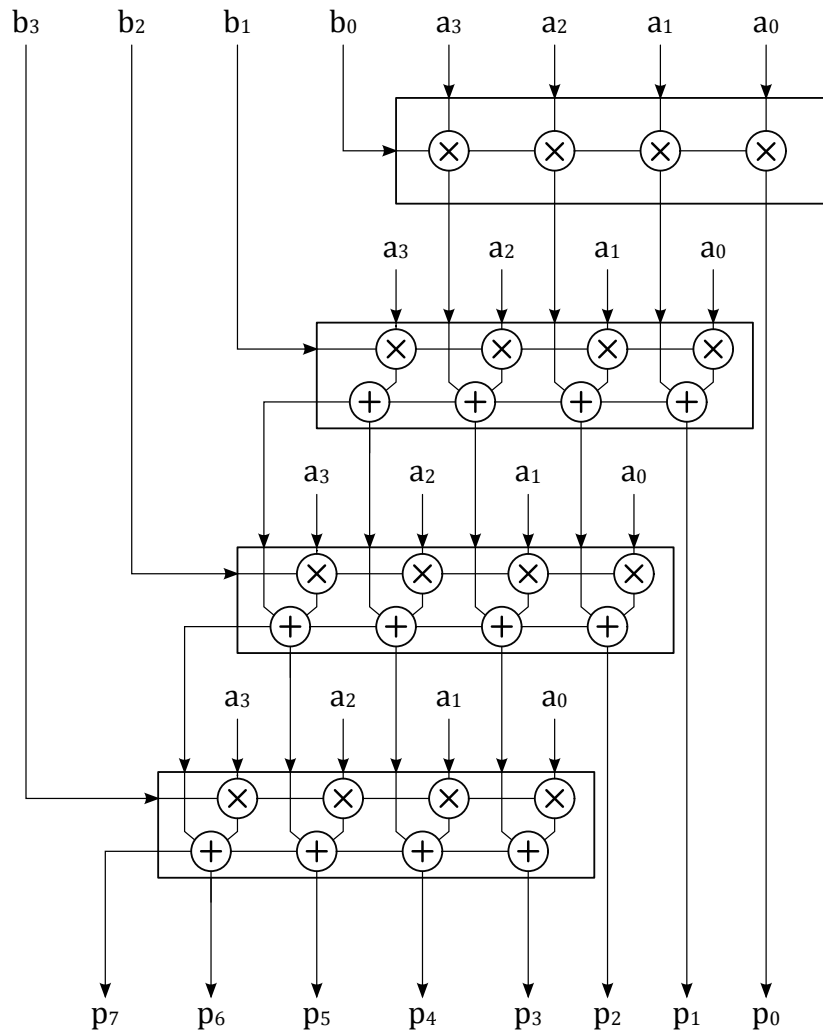 b₃ b₂ b₁ b₀ a₃ a₂ a₁ a₀
a₃ a₂ a₁ a₀
a₃ a₂ a₁ a₀
a₃ a₂ a₁ a₀
p₇ p₆ p₅ p₄ p₃ p₂ p₁ p₀